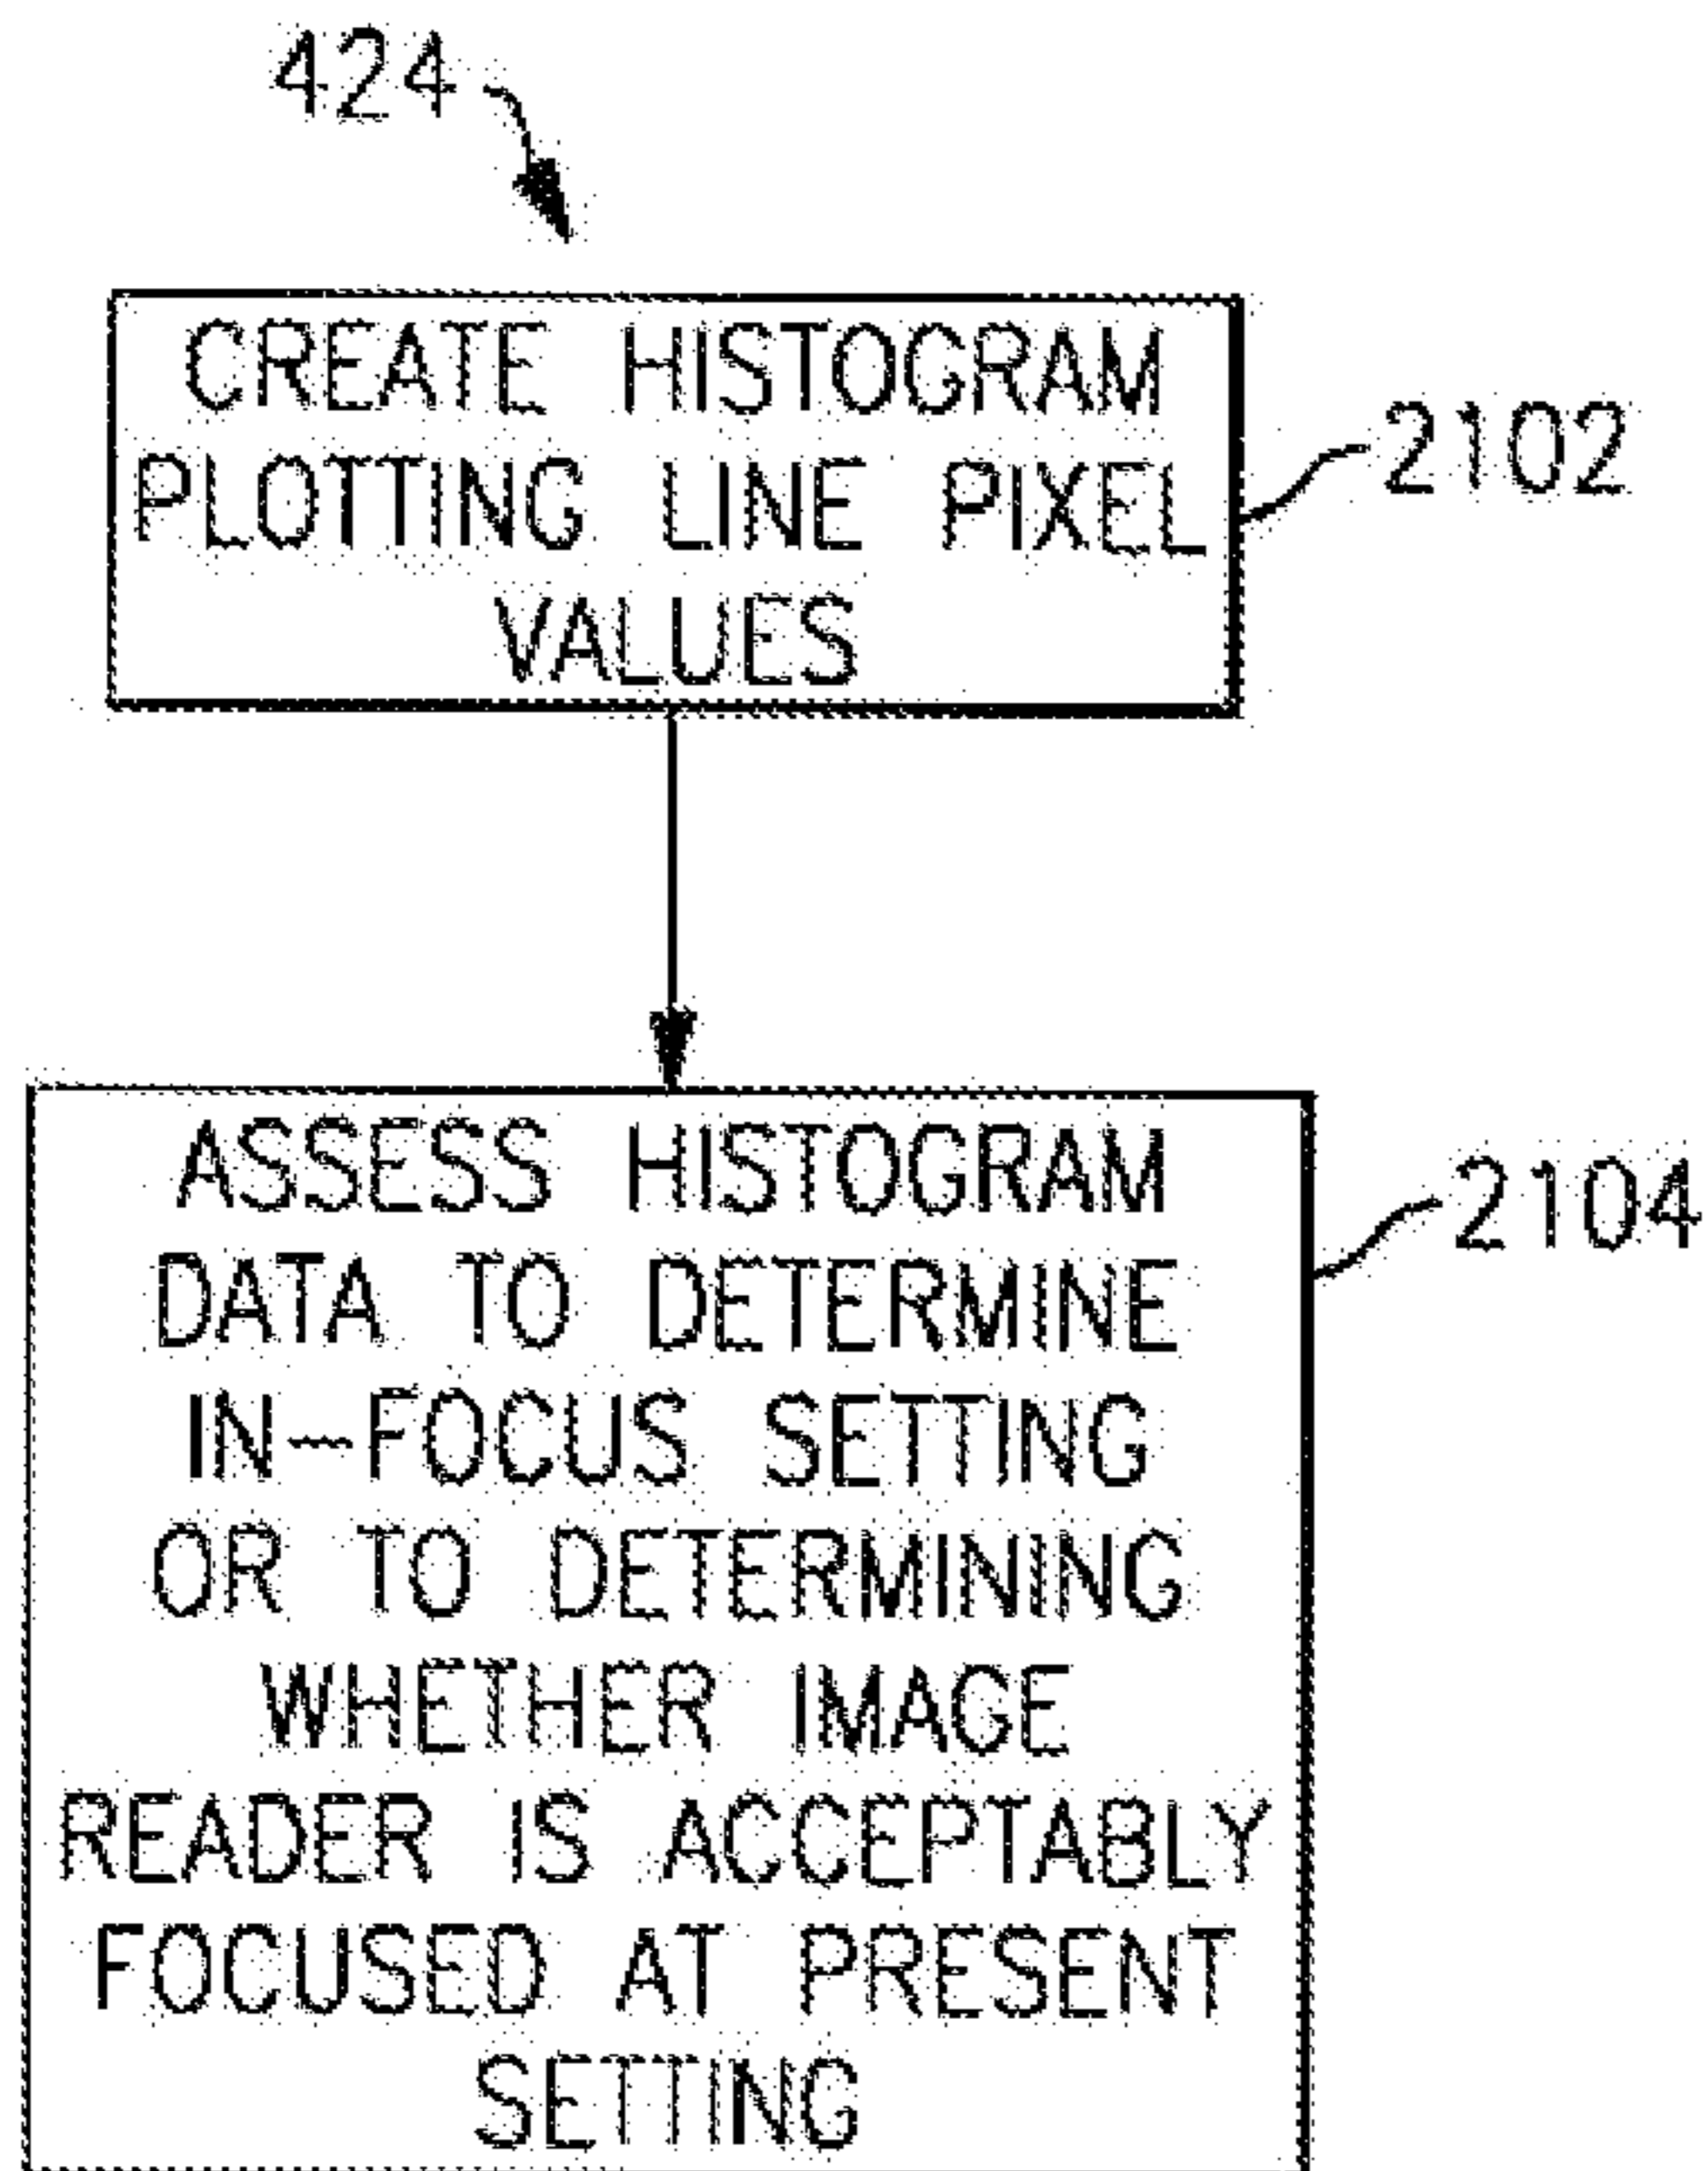 424
CREATE HISTOGRAM
PLOTTING LINE PIXEL
VALUES
2102
ASSESS HISTOGRAM
DATA TO DETERMINE
IN-FOCUS SETTING
OR TO DETERMINING
WHETHER IMAGE
READER IS ACCEPTABLY
FOCUSED AT PRESENT
SETTING
2104